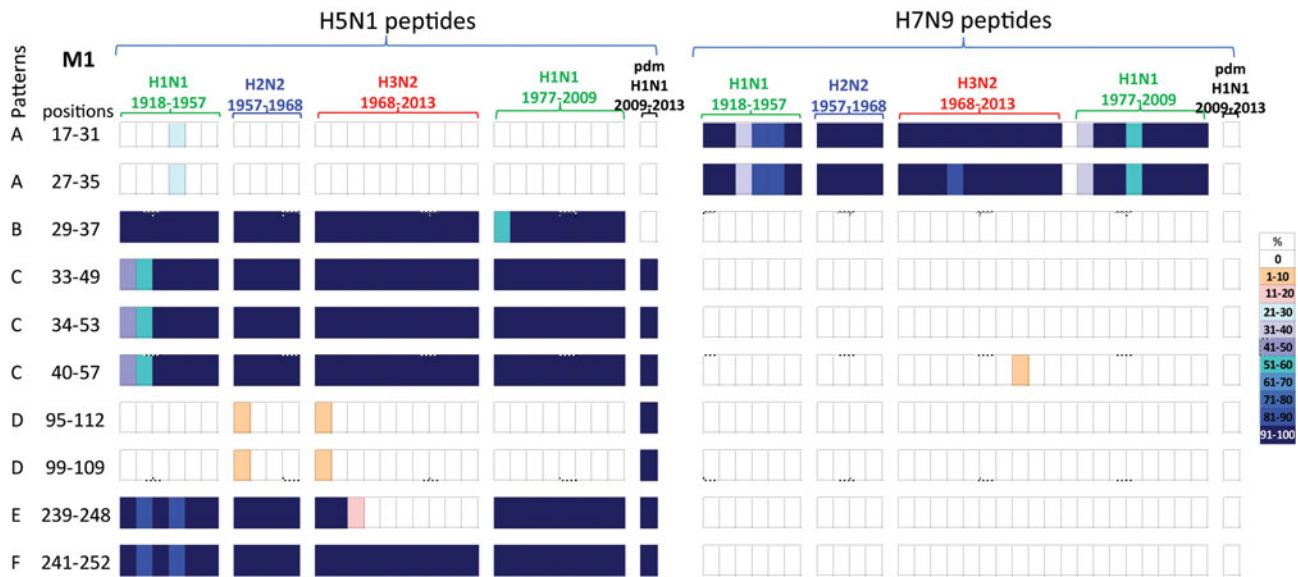 H5N1 peptides H7N9 peptides
Patterns M1 positions
H1N1 1918-1957 H2N2 1957-1968 H3N2 1968-2013 H1N1 1977-2009 pdm H1N1 2009-2013
H1N1 1918-1957 H2N2 1957-1968 H3N2 1968-2013 H1N1 1977-2009 pdm H1N1 2009-2013
A 17-31
A 27-35
B 29-37
C 33-49
C 34-53
C 40-57
D 95-112
D 99-109
E 239-248
F 241-252
%
0
1-10
11-20
21-30
31-40
41-50
51-60
61-70
71-80
81-90
91-100